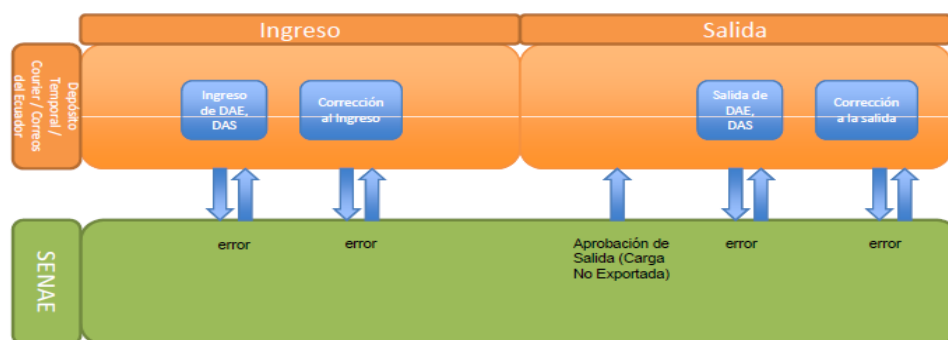 Ingreso
Salida
Depósito
Temporal /
Courier / Correos
del Ecuador
Ingreso
de DAE,
DAS
Corrección
al Ingreso
Salida de
DAE,
DAS
Corrección
a la salida
SENAE
error
error
Aprobación de
Salida (Carga
No Exportada)
error
error